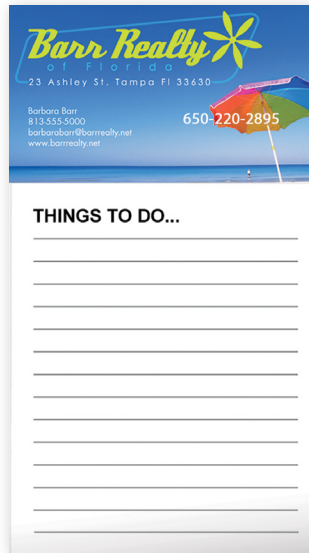 Barr Realty
of Florida
23 Ashley St. Tampa Fl 33630
Barbara Barr
813-555-5000
650-220-2895
barbarabarr@barrrealty.net
www.barrrealty.net
THINGS TO DO...